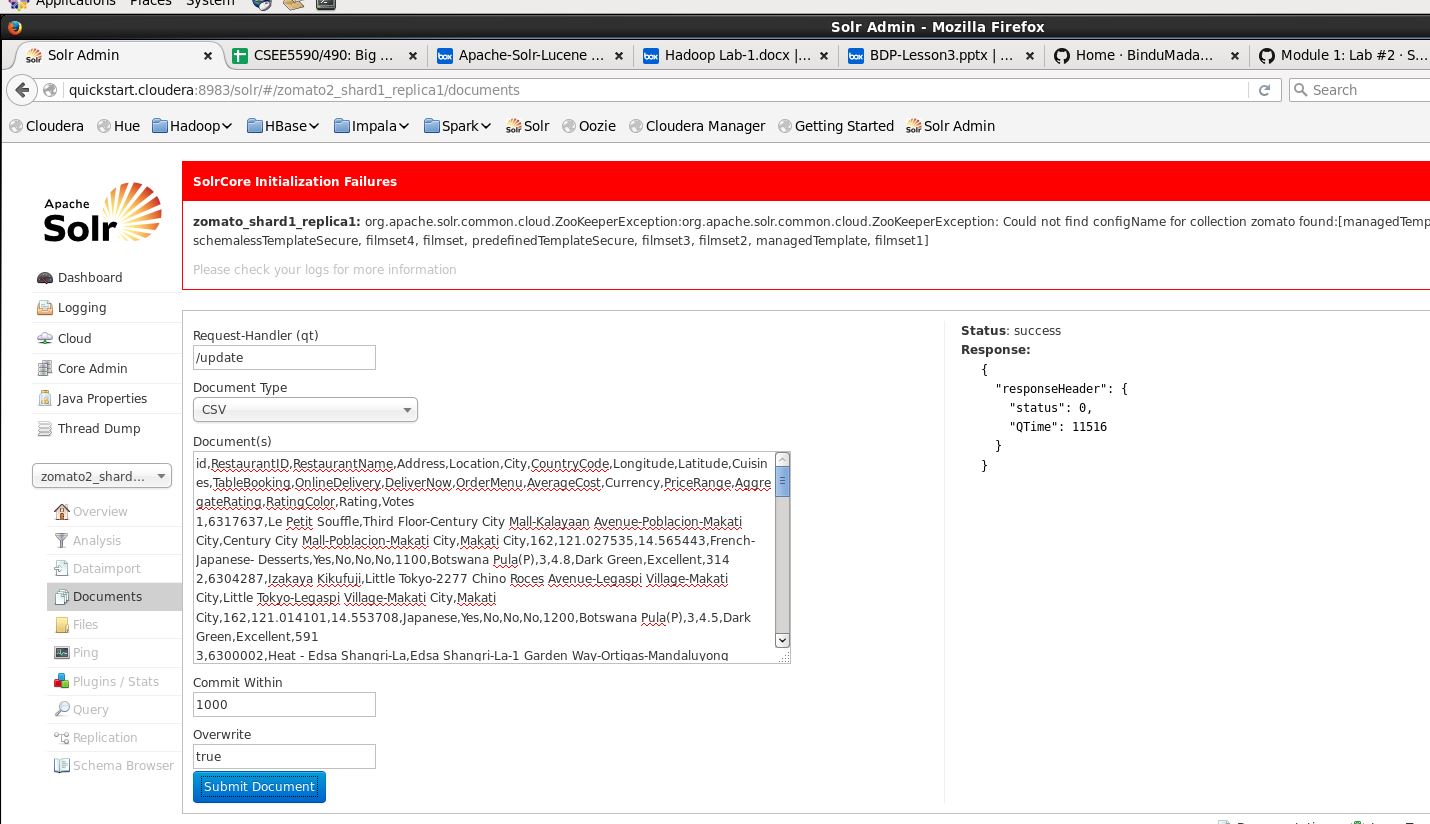 Applications Places System
Solr Admin - Mozilla Firefox
Solr Admin × CSEE5590/490: Big ... × Apache-Solr-Lucene ... × Hadoop Lab-1.docx |... × BDP-Lesson3.pptx | ... × Home · BinduMada... × Module 1: Lab #2 · S...
quickstart.cloudera:8983/solr/#/zomato2_shard1_replica1/documents Search
Cloudera Hue Hadoop HBase Impala Spark Solr Oozie Cloudera Manager Getting Started Solr Admin
Apache
Solr
Dashboard
Logging
Cloud
Core Admin
Java Properties
Thread Dump
zomato2_shard...
Overview
Analysis
Dataimport
Documents
Files
Ping
Plugins / Stats
Query
Replication
Schema Browser
SolrCore Initialization Failures
zomato_shard1_replica1: org.apache.solr.common.cloud.ZooKeeperException:org.apache.solr.common.cloud.ZooKeeperException: Could not find configName for collection zomato found:[managedTemp
schemalessTemplateSecure, filmset4, filmset, predefinedTemplateSecure, filmset3, filmset2, managedTemplate, filmset1]
Please check your logs for more information
Request-Handler (qt)
/update
Document Type
CSV
Document(s)
id,RestaurantID,RestaurantName,Address,Location,City,CountryCode,Longitude,Latitude,Cuisin
es,TableBooking,OnlineDelivery,DeliverNow,OrderMenu,AverageCost,Currency,PriceRange,Aggre
gateRating,RatingColor,Rating,Votes
1,6317637,Le Petit Souffle,Third Floor-Century City Mall-Kalayaan Avenue-Poblacion-Makati
City,Century City Mall-Poblacion-Makati City,Makati City,162,121.027535,14.565443,French-
Japanese- Desserts,Yes,No,No,No,1100,Botswana Pula(P),3,4.8,Dark Green,Excellent,314
2,6304287,Izakaya Kikufuji,Little Tokyo-2277 Chino Roces Avenue-Legaspi Village-Makati
City,Little Tokyo-Legaspi Village-Makati City,Makati
City,162,121.014101,14.553708,Japanese,Yes,No,No,No,1200,Botswana Pula(P),3,4.5,Dark
Green,Excellent,591
3,6300002,Heat - Edsa Shangri-La,Edsa Shangri-La-1 Garden Way-Ortigas-Mandaluyong
Commit Within
1000
Overwrite
true
Submit Document
Status: success
Response:
{
"responseHeader": {
"status": 0,
"QTime": 11516
}
}